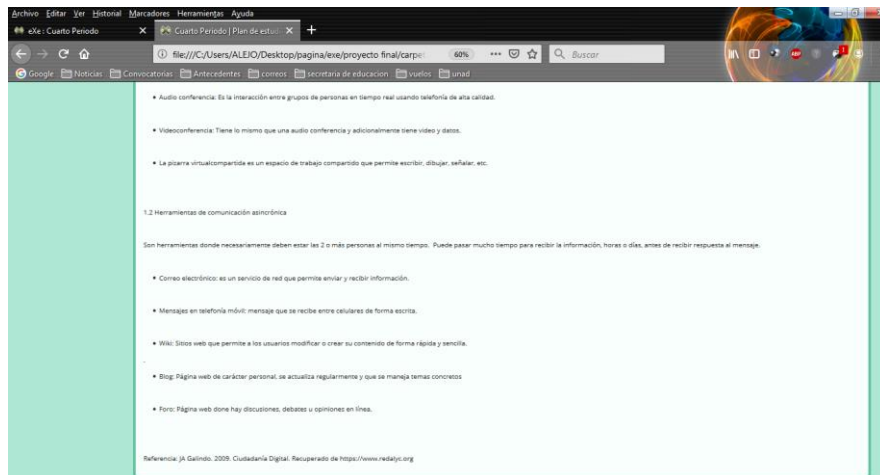 Archivo Editar Ver Historial Marcadores Herramientas Ayuda
eXe : Cuarto Periodo
Cuarto Periodo | Plan de estud
file:///C:/Users/ALEJO/Desktop/pagina/exe/proyecto final/carpe
60%
Buscar
Google Noticias Convocatorias Antecedentes correos secretaria de educacion vuelos unad
• Audio conferencia: Es la interacción entre grupos de personas en tiempo real usando telefonía de alta calidad.
• Videoconferencia: Tiene lo mismo que una audio conferencia y adicionalmente tiene video y datos.
• La pizarra virtualcompartida es un espacio de trabajo compartido que permite escribir, dibujar, señalar, etc.
1.2 Herramientas de comunicación asincrónica
Son herramientas donde necesariamente deben estar las 2 o más personas al mismo tiempo. Puede pasar mucho tiempo para recibir la información, horas o días, antes de recibir respuesta al mensaje.
• Correo electrónico: es un servicio de red que permite enviar y recibir información.
• Mensajes en telefonía móvil: mensaje que se recibe entre celulares de forma escrita.
• Wiki: Sitios web que permite a los usuarios modificar o crear su contenido de forma rápida y sencilla.
• Blog: Página web de carácter personal, se actualiza regularmente y que se maneja temas concretos
• Foro: Página web done hay discusiones, debates u opiniones en línea.
Referencia: JA Galindo. 2009. Ciudadanía Digital. Recuperado de https://www.redalyc.org